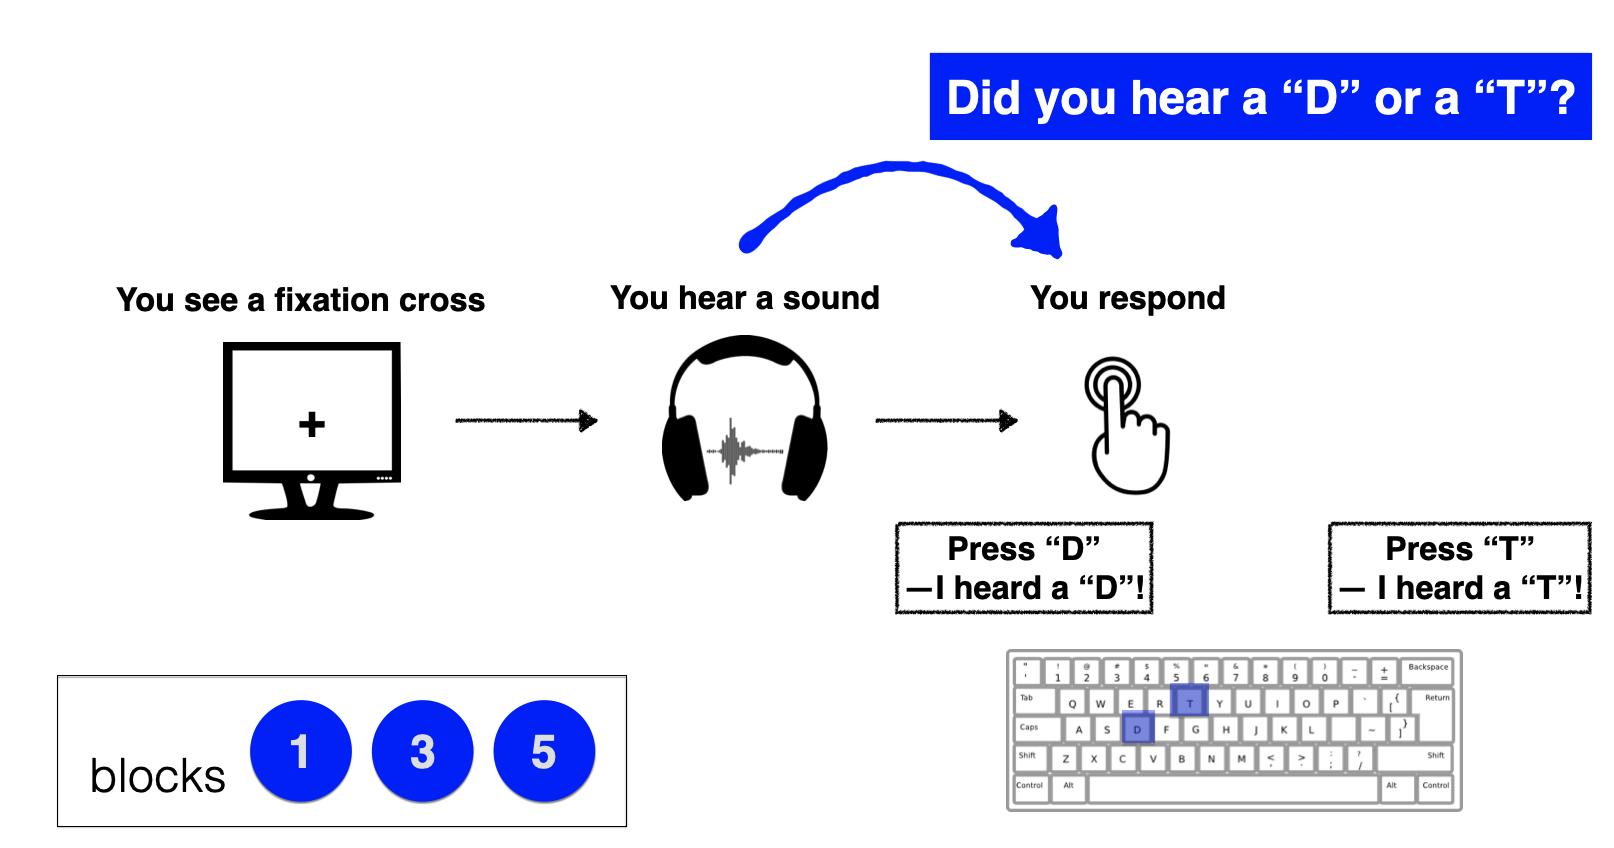 Did you hear a “D” or a “T”?
You see a fixation cross
You hear a sound
You respond
+
Press “D”
—I heard a “D”!
Press “T”
— I heard a “T”!
blocks 1 3 5
" ' ! 1 @ 2 # 3 $ 4 % 5 6 & 7 8 ( 9 ) 0 – - + = Backspace
Tab Q W E R T Y U I O P { [ Return
Caps A S D F G H J K L ~ } ]
Shift Z X C V B N M < , > . : ; ? / Shift
Control Alt Alt Control